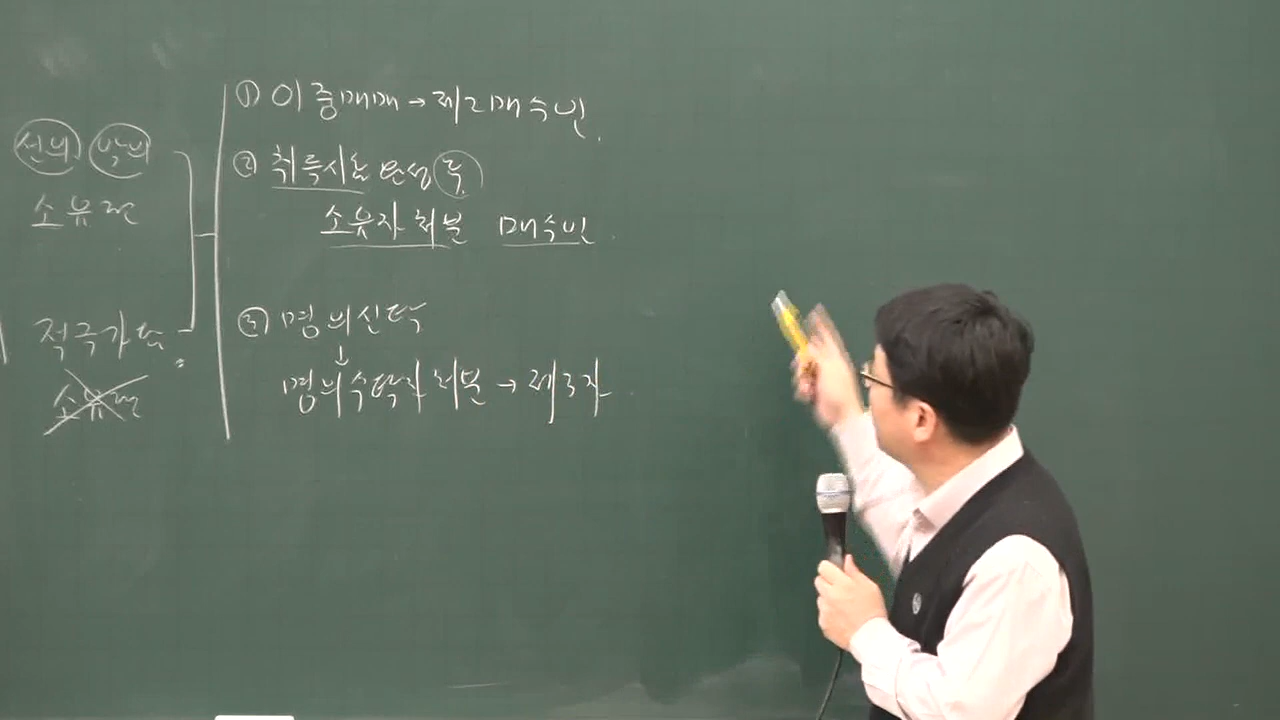 선의 악의
소유권
적극가담
소유권
① 이중매매 → 제2매수인
② 취득시효 완성 후
소유자 처분 매수인
③ 명의신탁
↓
명의수탁자 처분 → 제3자